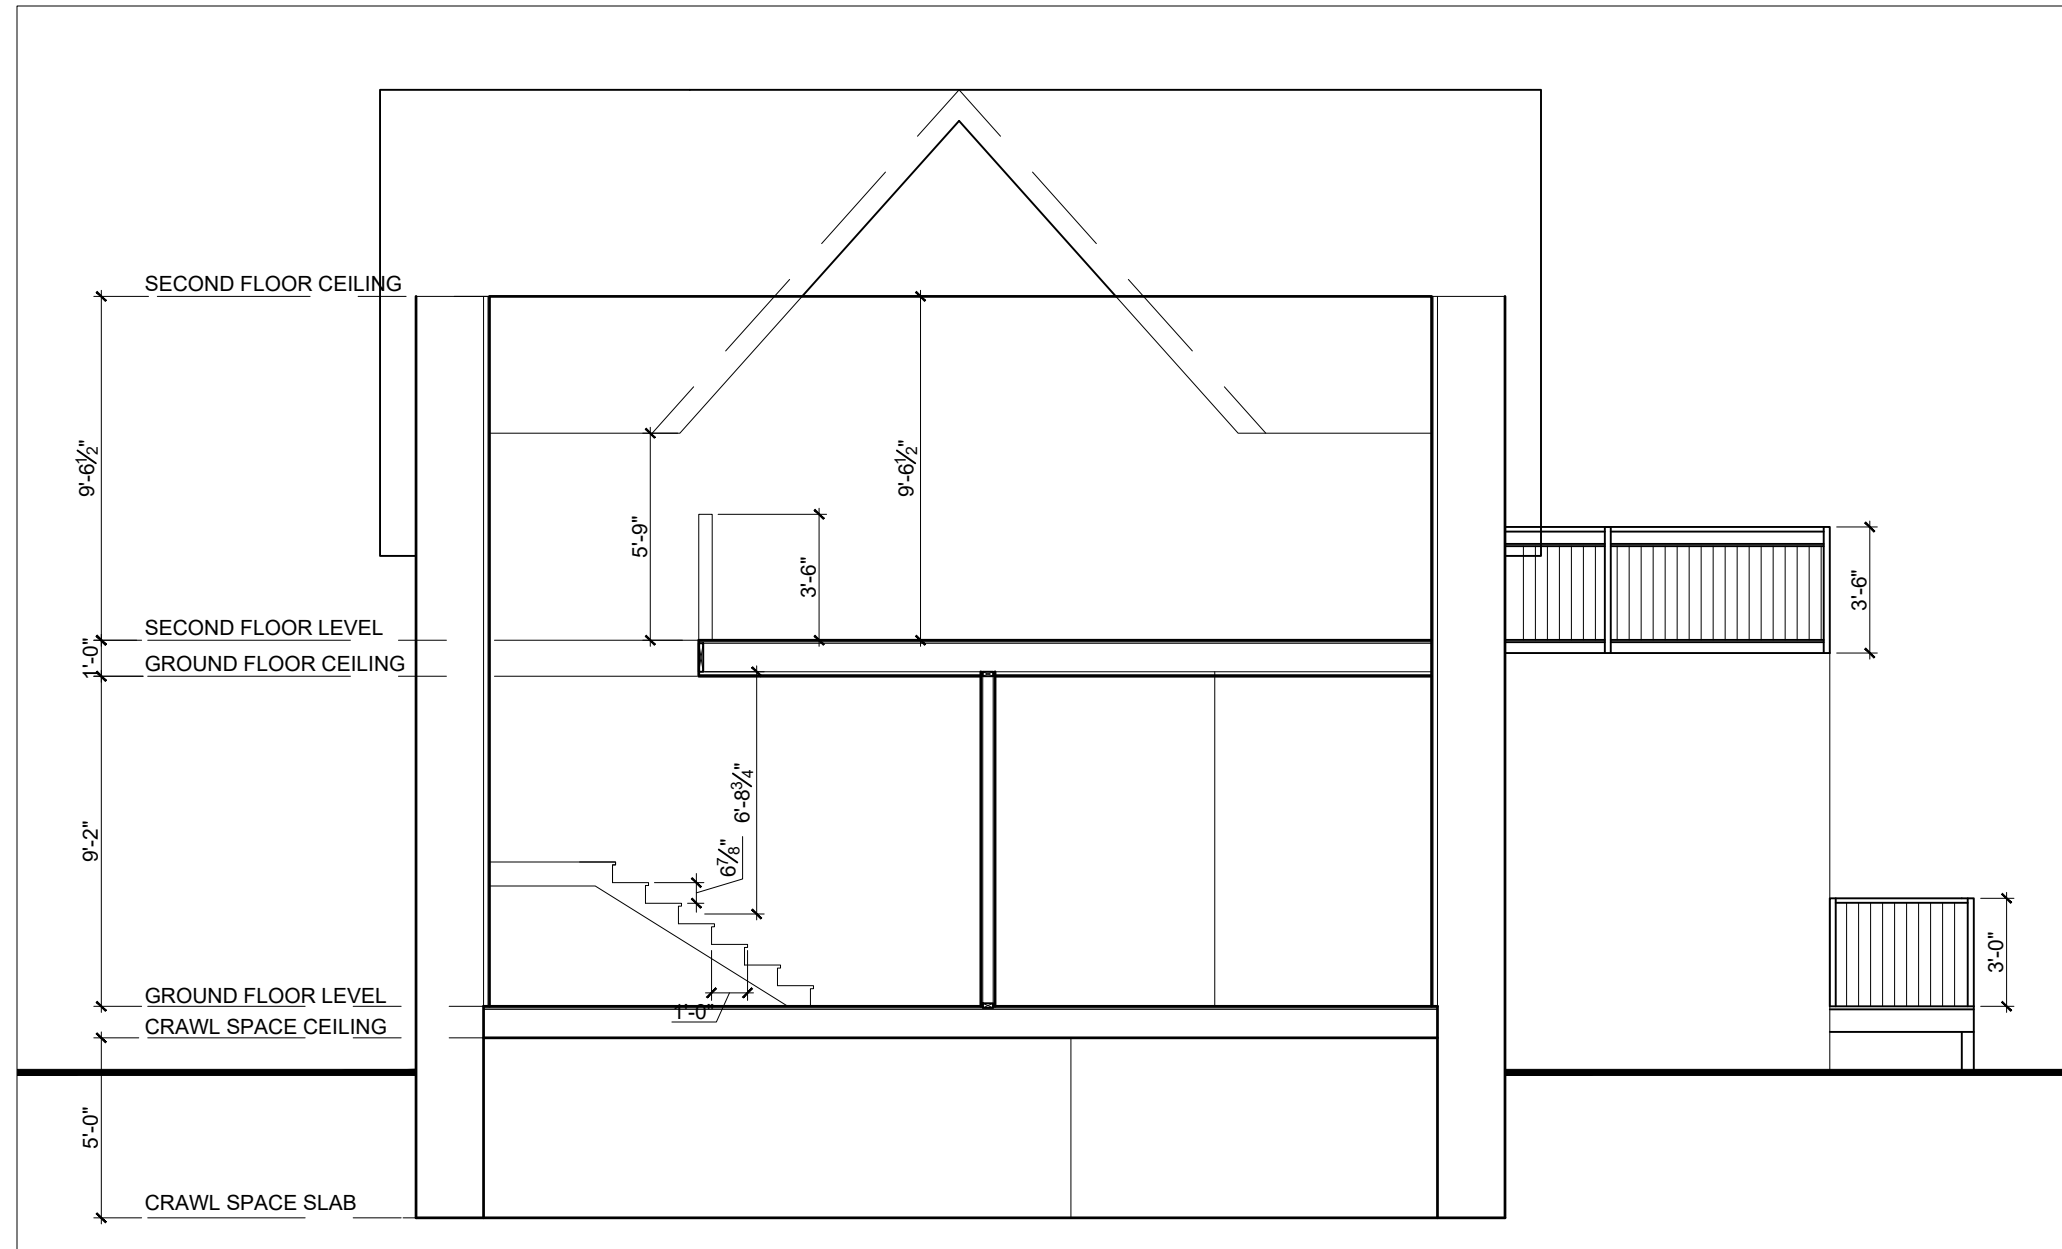 SECOND FLOOR CEILING
9'-6½"
9'-6½"
5'-9"
3'-6"
3'-6"
SECOND FLOOR LEVEL
1'-0"
GROUND FLOOR CEILING
6'-8¾"
6⅞"
9'-2"
3'-0"
GROUND FLOOR LEVEL
1'-0"
CRAWL SPACE CEILING
5'-0"
CRAWL SPACE SLAB